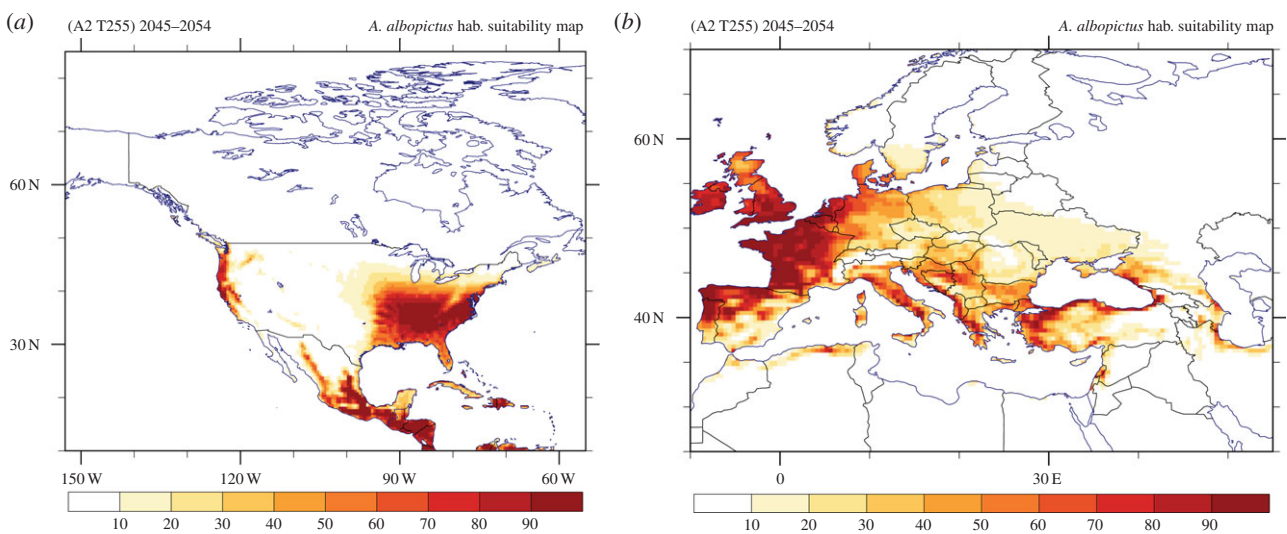 (a)
(A2 T255) 2045–2054
A. albopictus hab. suitability map
60 N
30 N
150 W
120 W
90 W
60 W
10 20 30 40 50 60 70 80 90
(b)
(A2 T255) 2045–2054
A. albopictus hab. suitability map
60 N
40 N
0
30 E
10 20 30 40 50 60 70 80 90